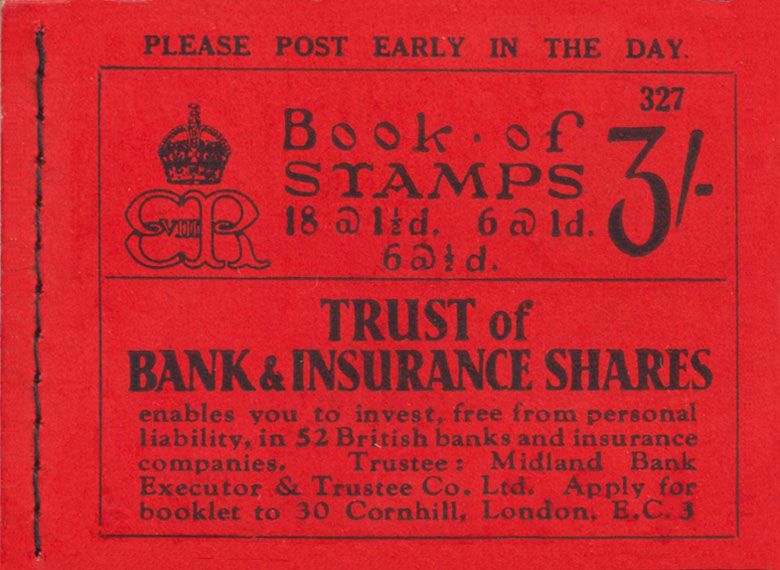 PLEASE POST EARLY IN THE DAY.
327
Book · of
STAMPS
3/-
E VIII R
18 @ 1½d. 6 @ 1d.
6 @ ½d.
TRUST of
BANK & INSURANCE SHARES
enables you to invest, free from personal
liability, in 52 British banks and insurance
companies. Trustee: Midland Bank
Executor & Trustee Co. Ltd. Apply for
booklet to 30 Cornhill, London, E.C. 3